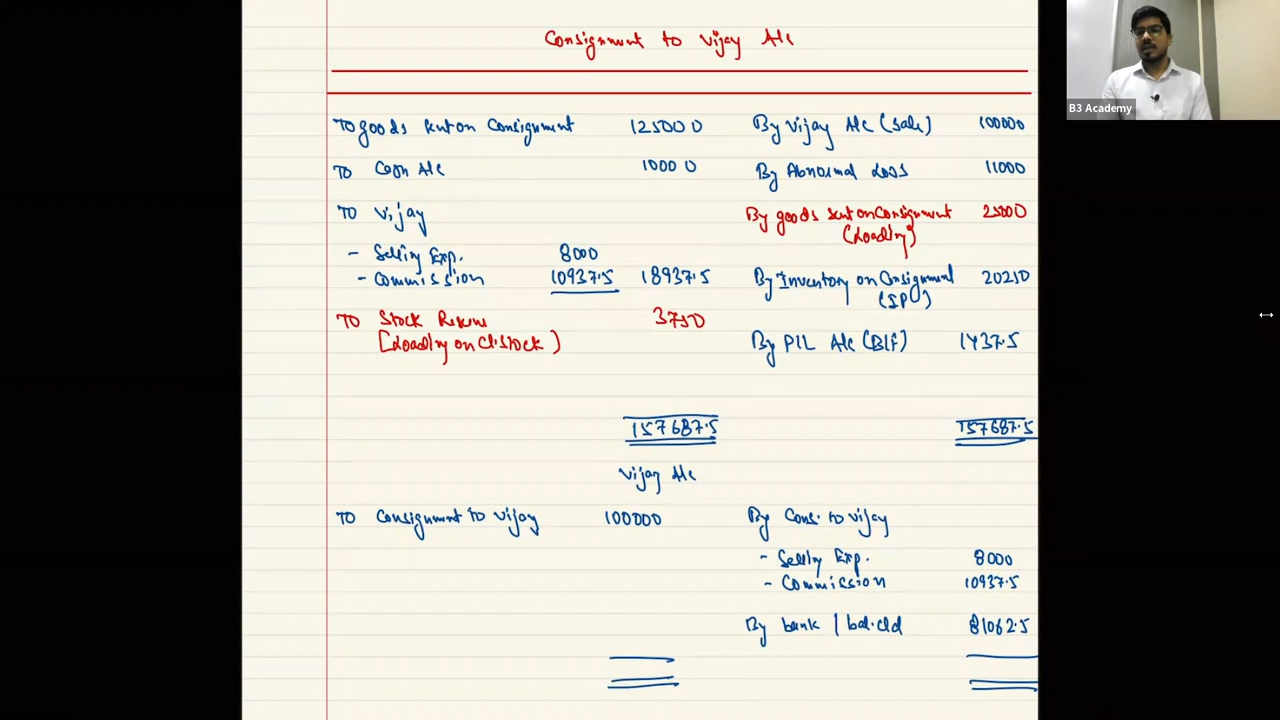 Consignment to Vijay A/c
B3 Academy
To goods sent on Consignment 125000 By Vijay A/c (Sale) 100000
To Con A/c 10000 By Abnormal Loss 11000
To Vijay By goods sent on Consignment 25000
(Loading)
- Selling Exp. 8000
- Commission 10937.5 18937.5 By Inventory on Consignment 20250
(IP)
To Stock Reserve 3750
[Loading on Cl. Stock) By P/L A/c (B/F) 1437.5
157687.5 157687.5
Vijay A/c
To Consignment to Vijay 100000 By Cons. to Vijay
- Selling Exp. 8000
- Commission 10937.5
By bank / bal. c/d 81062.5